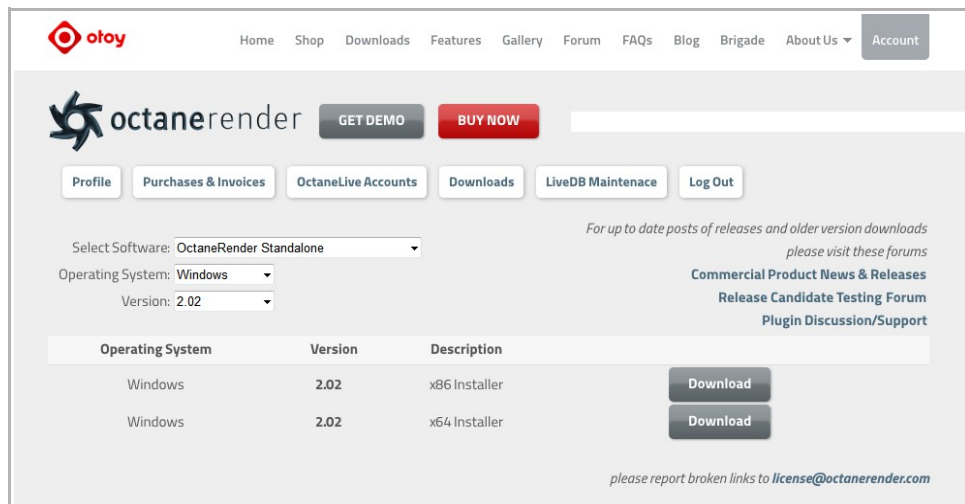 otoy Home Shop Downloads Features Gallery Forum FAQs Blog Brigade About Us Account
octanerender GET DEMO BUY NOW
Profile Purchases & Invoices OctaneLive Accounts Downloads LiveDB Maintenace Log Out
For up to date posts of releases and older version downloads
please visit these forums
Commercial Product News & Releases
Release Candidate Testing Forum
Plugin Discussion/Support
Select Software: OctaneRender Standalone
Operating System: Windows
Version: 2.02
Operating System Version Description
Windows 2.02 x86 Installer Download
Windows 2.02 x64 Installer Download
please report broken links to license@octanerender.com